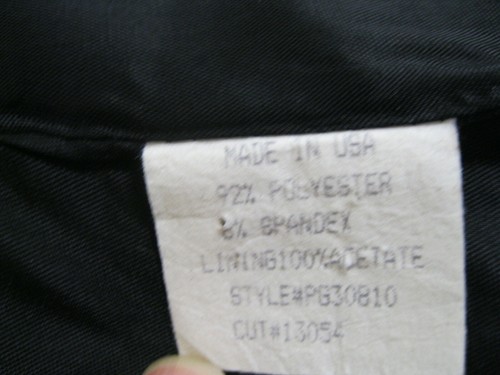 MADE IN USA
92% POLYESTER
8% SPANDEX
LINING100%ACETATE
STYLE#PG30810
CUT#13054